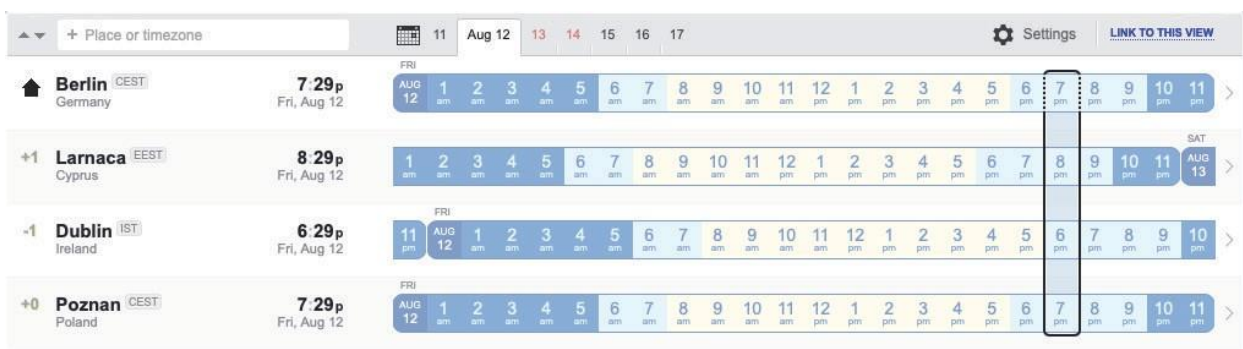 + Place or timezone 11 Aug 12 13 14 15 16 17 Settings LINK TO THIS VIEW
FRI
Berlin CEST 7:29p AUG 12 1 am 2 am 3 am 4 am 5 am 6 am 7 am 8 am 9 am 10 am 11 am 12 pm 1 pm 2 pm 3 pm 4 pm 5 pm 6 pm 7 pm 8 pm 9 pm 10 pm 11 pm
Germany Fri, Aug 12
SAT
+1 Larnaca EEST 8:29p 1 am 2 am 3 am 4 am 5 am 6 am 7 am 8 am 9 am 10 am 11 am 12 pm 1 pm 2 pm 3 pm 4 pm 5 pm 6 pm 7 pm 8 pm 9 pm 10 pm 11 pm AUG 13
Cyprus Fri, Aug 12
FRI
-1 Dublin IST 6:29p 11 pm AUG 12 1 am 2 am 3 am 4 am 5 am 6 am 7 am 8 am 9 am 10 am 11 am 12 pm 1 pm 2 pm 3 pm 4 pm 5 pm 6 pm 7 pm 8 pm 9 pm 10 pm
Ireland Fri, Aug 12
FRI
+0 Poznan CEST 7:29p AUG 12 1 am 2 am 3 am 4 am 5 am 6 am 7 am 8 am 9 am 10 am 11 am 12 pm 1 pm 2 pm 3 pm 4 pm 5 pm 6 pm 7 pm 8 pm 9 pm 10 pm 11 pm
Poland Fri, Aug 12